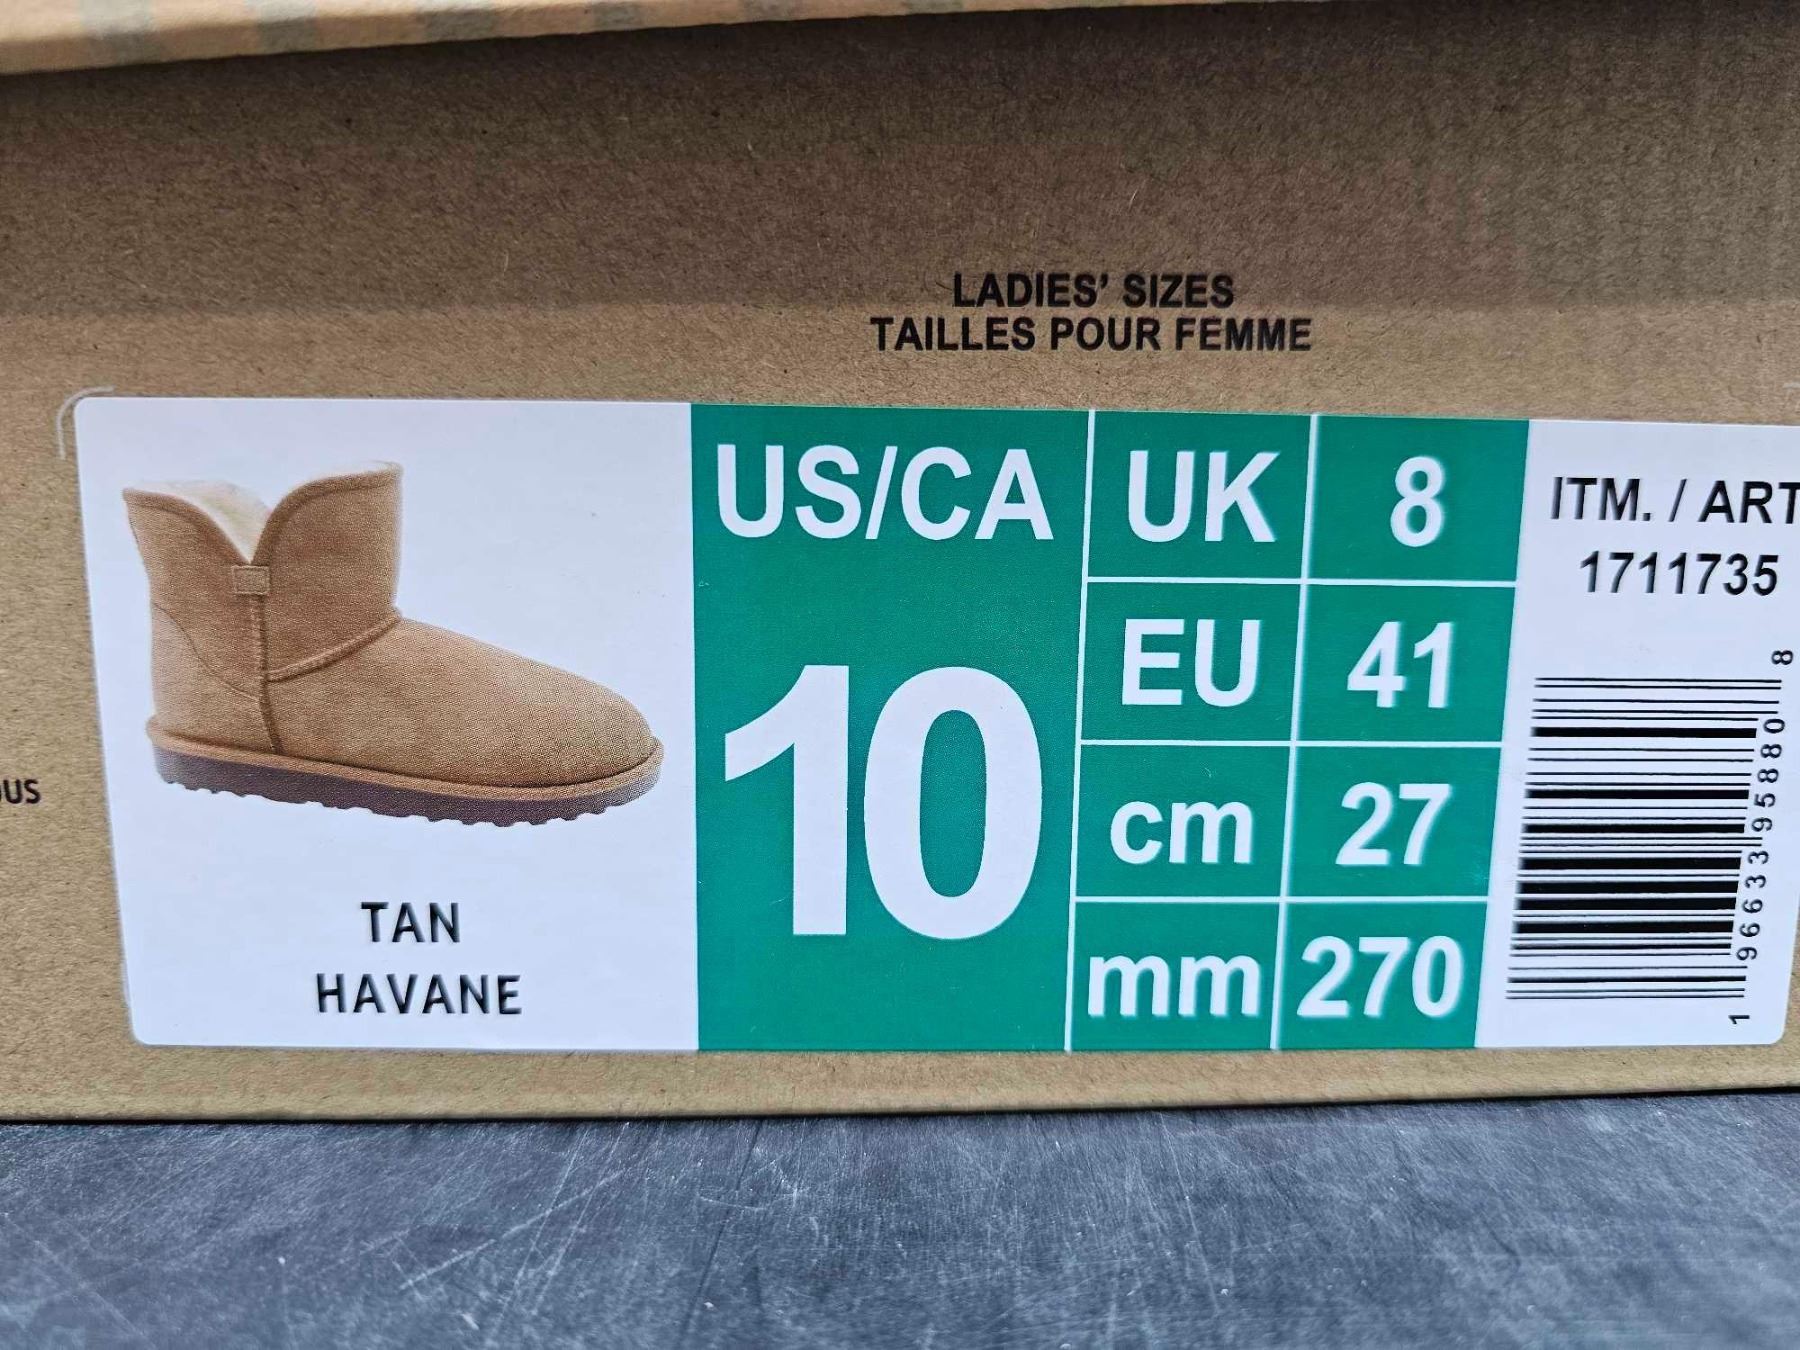 LADIES' SIZES
TAILLES POUR FEMME
US/CA
10
UK 8
EU 41
cm 27
mm 270
ITM. / ART
1711735
1 96633 95880 8
TAN
HAVANE